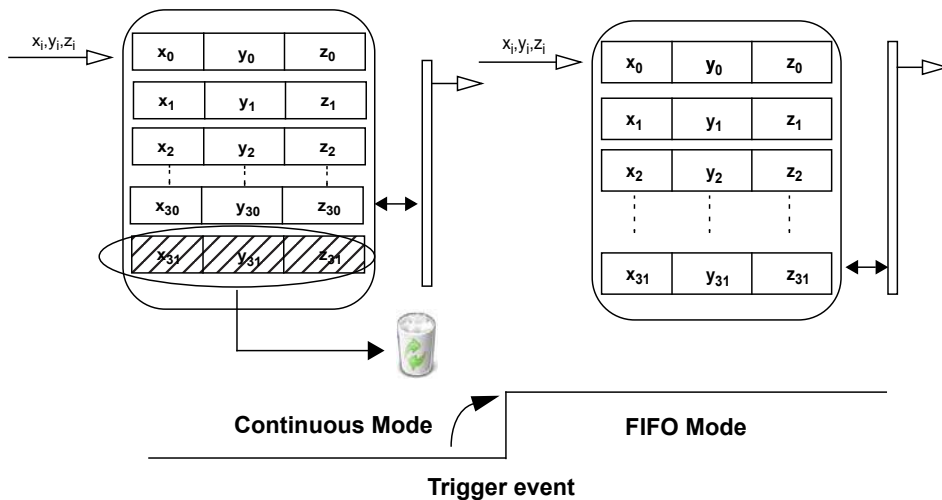 xᵢ,yᵢ,zᵢ
x₀ y₀ z₀
x₁ y₁ z₁
x₂ y₂ z₂
x₃₀ y₃₀ z₃₀
x₃₁ y₃₁ z₃₁
xᵢ,yᵢ,zᵢ
x₀ y₀ z₀
x₁ y₁ z₁
x₂ y₂ z₂
x₃₁ y₃₁ z₃₁
Continuous Mode
FIFO Mode
Trigger event